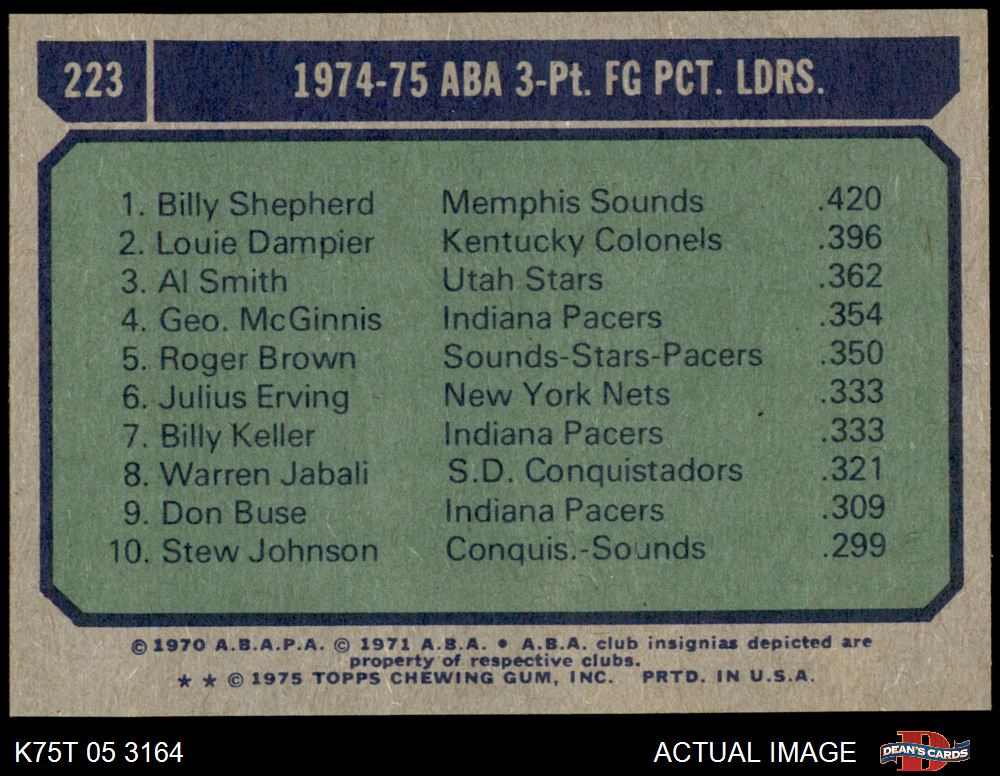 223 1974-75 ABA 3-Pt. FG PCT. LDRS.
1. Billy Shepherd Memphis Sounds .420
2. Louie Dampier Kentucky Colonels .396
3. Al Smith Utah Stars .362
4. Geo. McGinnis Indiana Pacers .354
5. Roger Brown Sounds-Stars-Pacers .350
6. Julius Erving New York Nets .333
7. Billy Keller Indiana Pacers .333
8. Warren Jabali S.D. Conquistadors .321
9. Don Buse Indiana Pacers .309
10. Stew Johnson Conquis.-Sounds .299
© 1970 A.B.A.P.A. © 1971 A.B.A. • A.B.A. club insignias depicted are
property of respective clubs.
★ ★ © 1975 TOPPS CHEWING GUM, INC. PRTD. IN U.S.A.
K75T 05 3164 ACTUAL IMAGE D DEAN'S CARDS